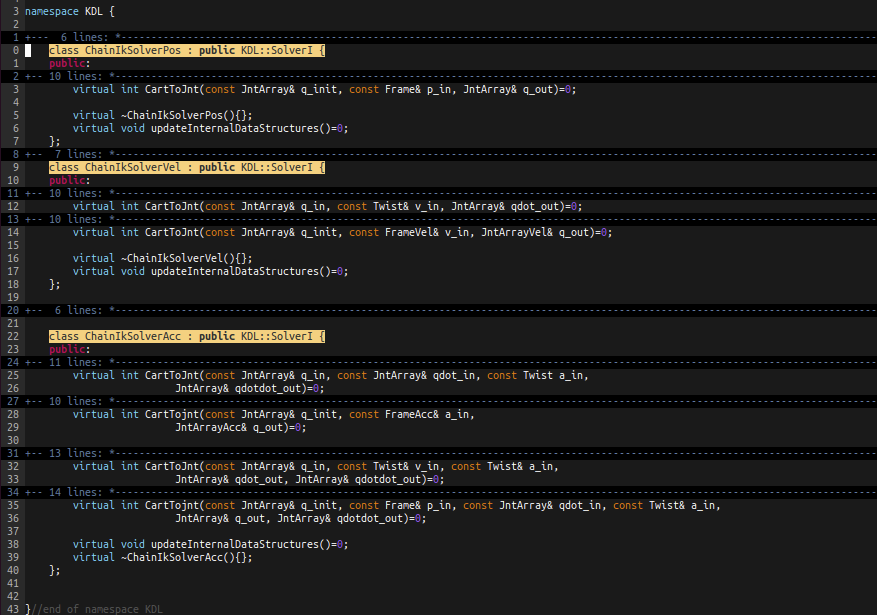 3 namespace KDL {
2
1 +---  6 lines: *---------------------------------------------------------------
0     class ChainIkSolverPos : public KDL::SolverI {
1     public:
2 +-- 10 lines: *---------------------------------------------------------------
3         virtual int CartToJnt(const JntArray& q_init, const Frame& p_in, JntArray& q_out)=0;
4
5         virtual ~ChainIkSolverPos(){};
6         virtual void updateInternalDataStructures()=0;
7     };
8 +--  7 lines: *---------------------------------------------------------------
9     class ChainIkSolverVel : public KDL::SolverI {
10     public:
11 +-- 10 lines: *---------------------------------------------------------------
12         virtual int CartToJnt(const JntArray& q_in, const Twist& v_in, JntArray& qdot_out)=0;
13 +-- 10 lines: *---------------------------------------------------------------
14         virtual int CartToJnt(const JntArray& q_init, const FrameVel& v_in, JntArrayVel& q_out)=0;
15
16         virtual ~ChainIkSolverVel(){};
17         virtual void updateInternalDataStructures()=0;
18     };
19
20 +--  6 lines: *---------------------------------------------------------------
21
22     class ChainIkSolverAcc : public KDL::SolverI {
23     public:
24 +-- 11 lines: *---------------------------------------------------------------
25         virtual int CartToJnt(const JntArray& q_in, const JntArray& qdot_in, const Twist a_in,
26                          JntArray& qdotdot_out)=0;
27 +-- 10 lines: *---------------------------------------------------------------
28         virtual int CartTojnt(const JntArray& q_init, const FrameAcc& a_in,
29                          JntArrayAcc& q_out)=0;
30
31 +-- 13 lines: *---------------------------------------------------------------
32         virtual int CartToJnt(const JntArray& q_in, const Twist& v_in, const Twist& a_in,
33                          JntArray& qdot_out, JntArray& qdotdot_out)=0;
34 +-- 14 lines: *---------------------------------------------------------------
35         virtual int CartTojnt(const JntArray& q_init, const Frame& p_in, const JntArray& qdot_in, const Twist& a_in,
36                          JntArray& q_out, JntArray& qdotdot_out)=0;
37
38         virtual void updateInternalDataStructures()=0;
39         virtual ~ChainIkSolverAcc(){};
40     };
41
42
43 }//end of namespace KDL